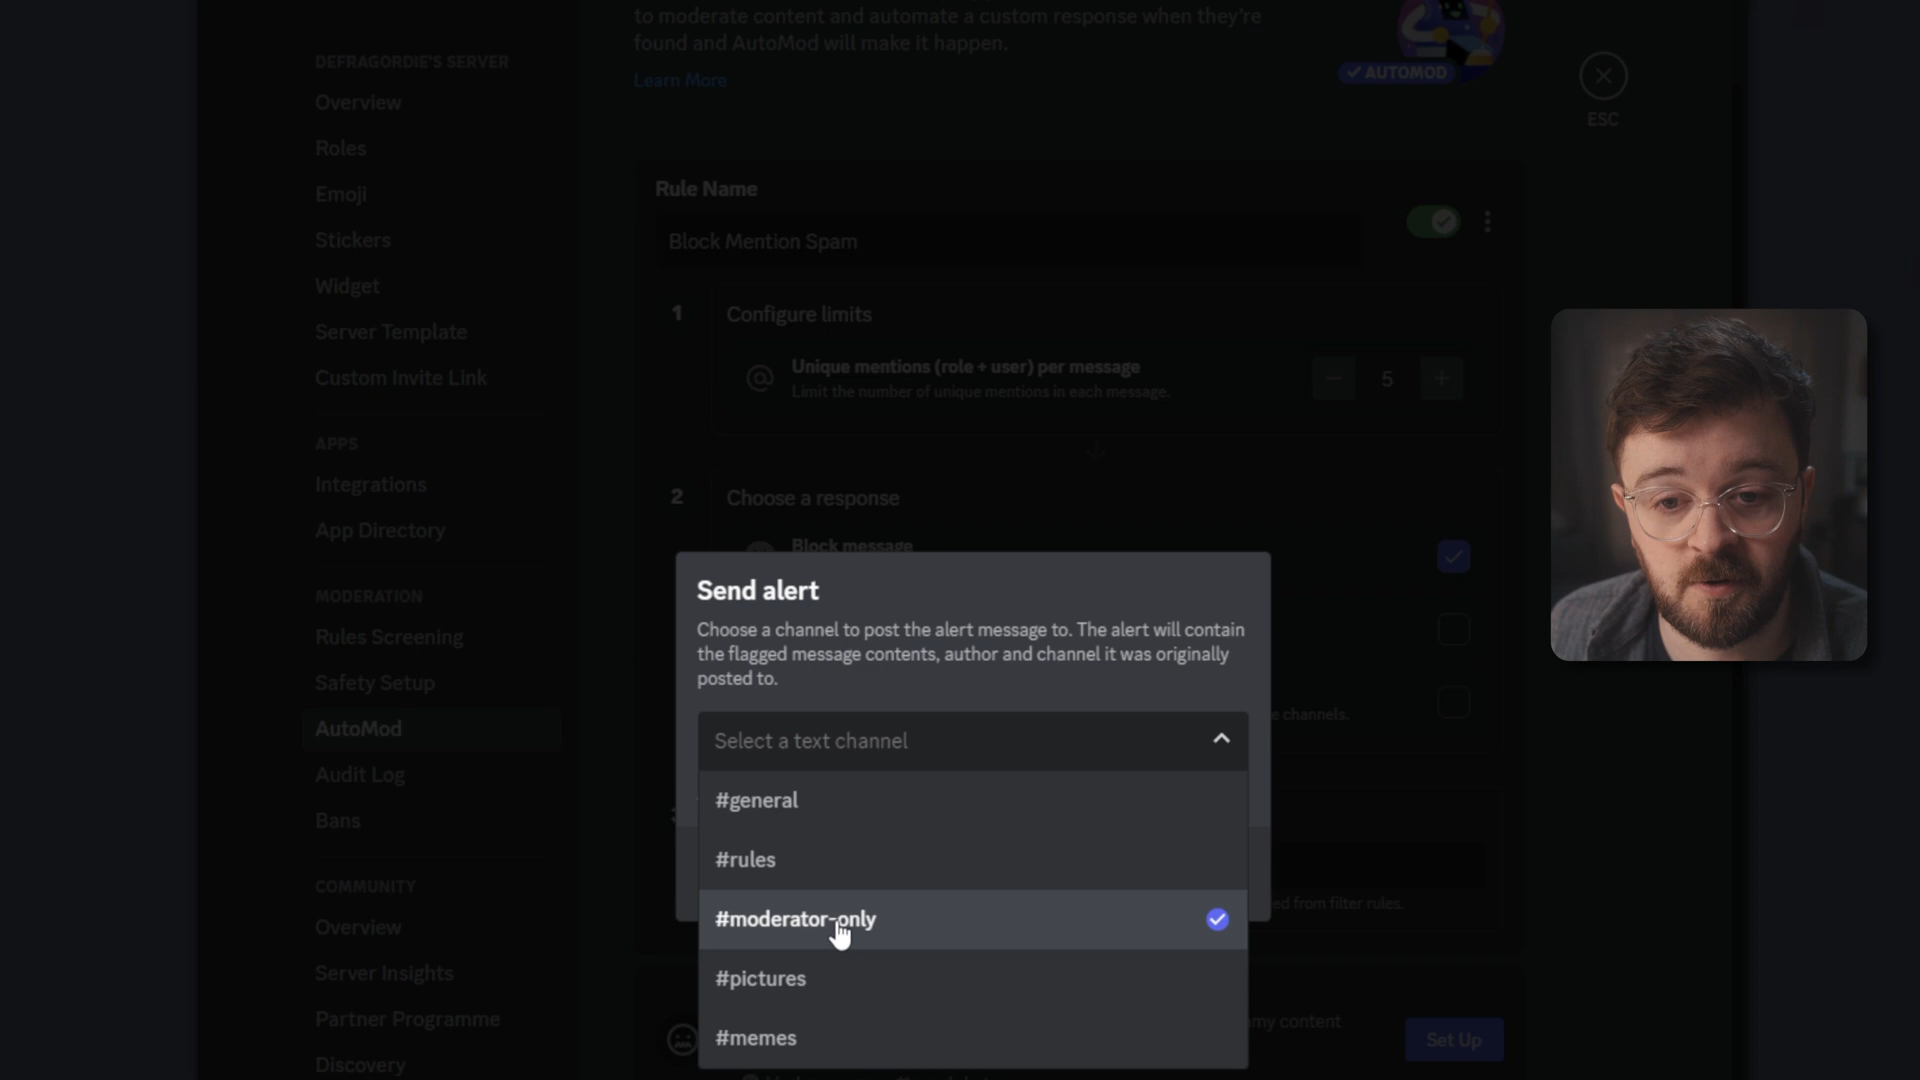 to moderate content and automate a custom response when they're
found and AutoMod will make it happen.
Learn More
AUTOMOD
ESC
DEFRAGORDIE'S SERVER
Overview
Roles
Emoji
Stickers
Widget
Server Template
Custom Invite Link
APPS
Integrations
App Directory
MODERATION
Rules Screening
Safety Setup
AutoMod
Audit Log
Bans
COMMUNITY
Overview
Server Insights
Partner Programme
Discovery
Rule Name
Block Mention Spam
1
Configure limits
Unique mentions (role + user) per message
Limit the number of unique mentions in each message.
5
2
Choose a response
Block message
Send alert
Choose a channel to post the alert message to. The alert will contain
the flagged message contents, author and channel it was originally
posted to.
channels.
Select a text channel
#general
#rules
#moderator-only
#pictures
#memes
ed from filter rules.
content
Set Up